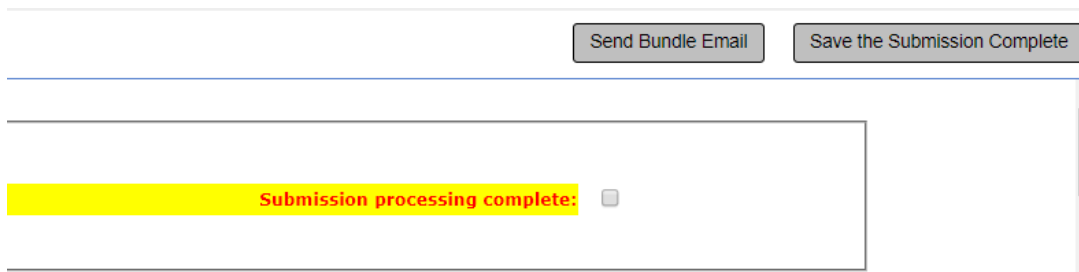 Send Bundle Email Save the Submission Complete
Submission processing complete: